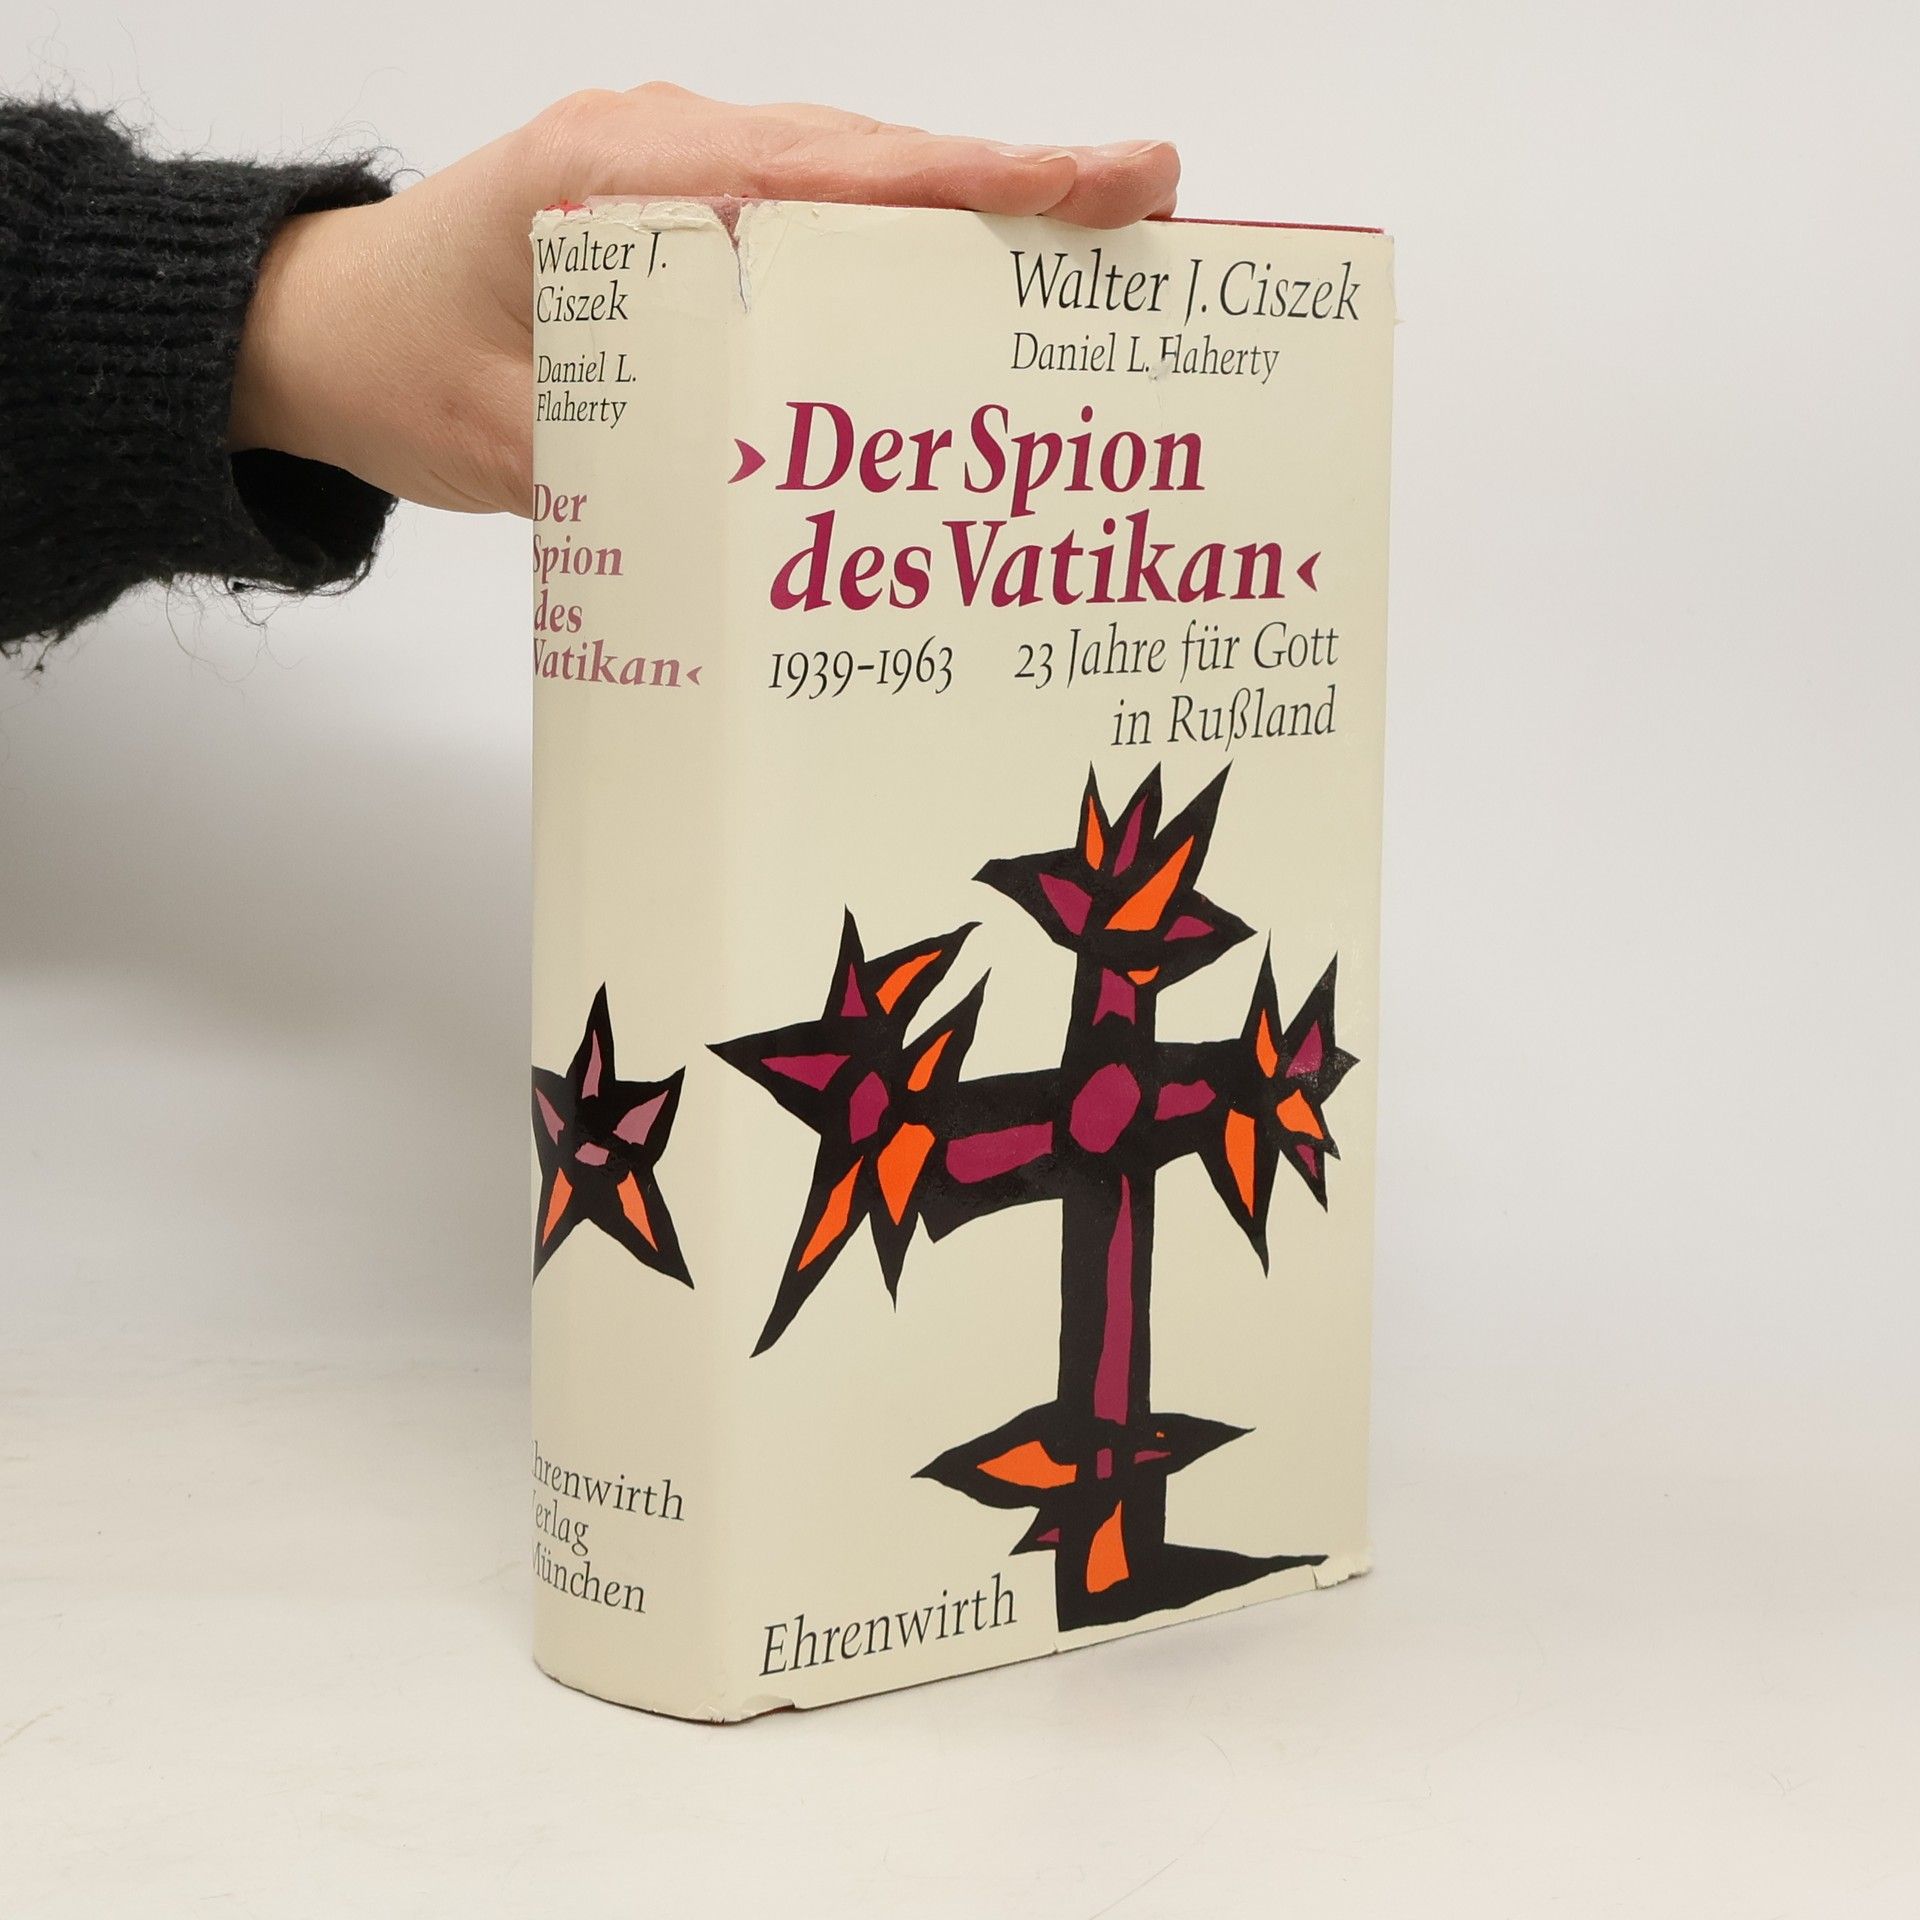 Walter J.
Ciszek
Daniel L.
Flaherty
Der
Spion
des
Vatikan‹
Ehrenwirth
Verlag
München
Walter J. Ciszek
Daniel L. Flaherty
›Der Spion
des Vatikan‹
1939–1963 23 Jahre für Gott
in Rußland
Ehrenwirth